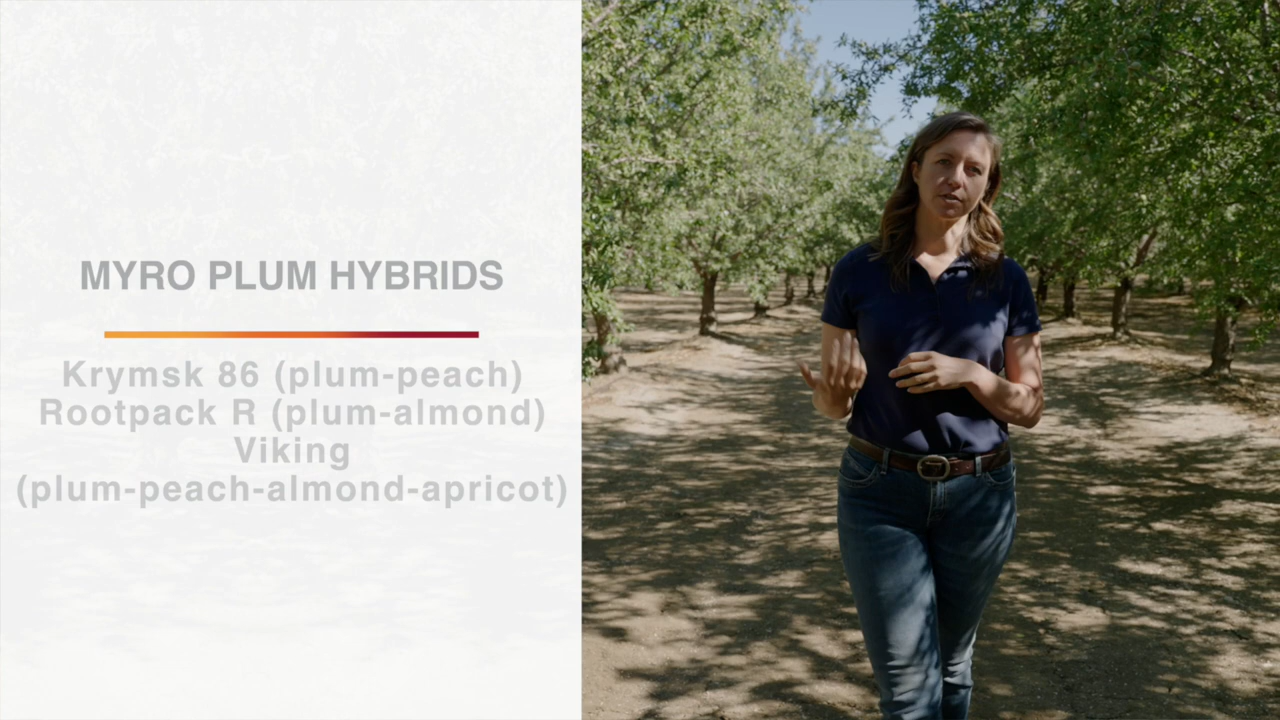 MYRO PLUM HYBRIDS
Krymsk 86 (plum-peach)
Rootpack R (plum-almond)
Viking
(plum-peach-almond-apricot)